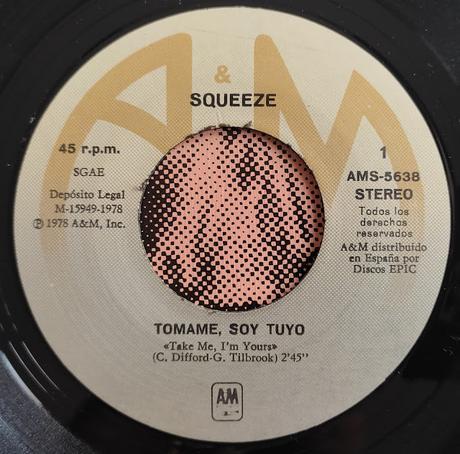 A&M
SQUEEZE
45 r.p.m.
SGAE
Depósito Legal
M-15949-1978
Ⓟ 1978 A&M, Inc.
1
AMS-5638
STEREO
Todos los
derechos
reservados
A&M distribuido
en España por
Discos EPIC
TOMAME, SOY TUYO
«Take Me, I'm Yours»
(C. Difford-G. Tilbrook) 2'45"
AM